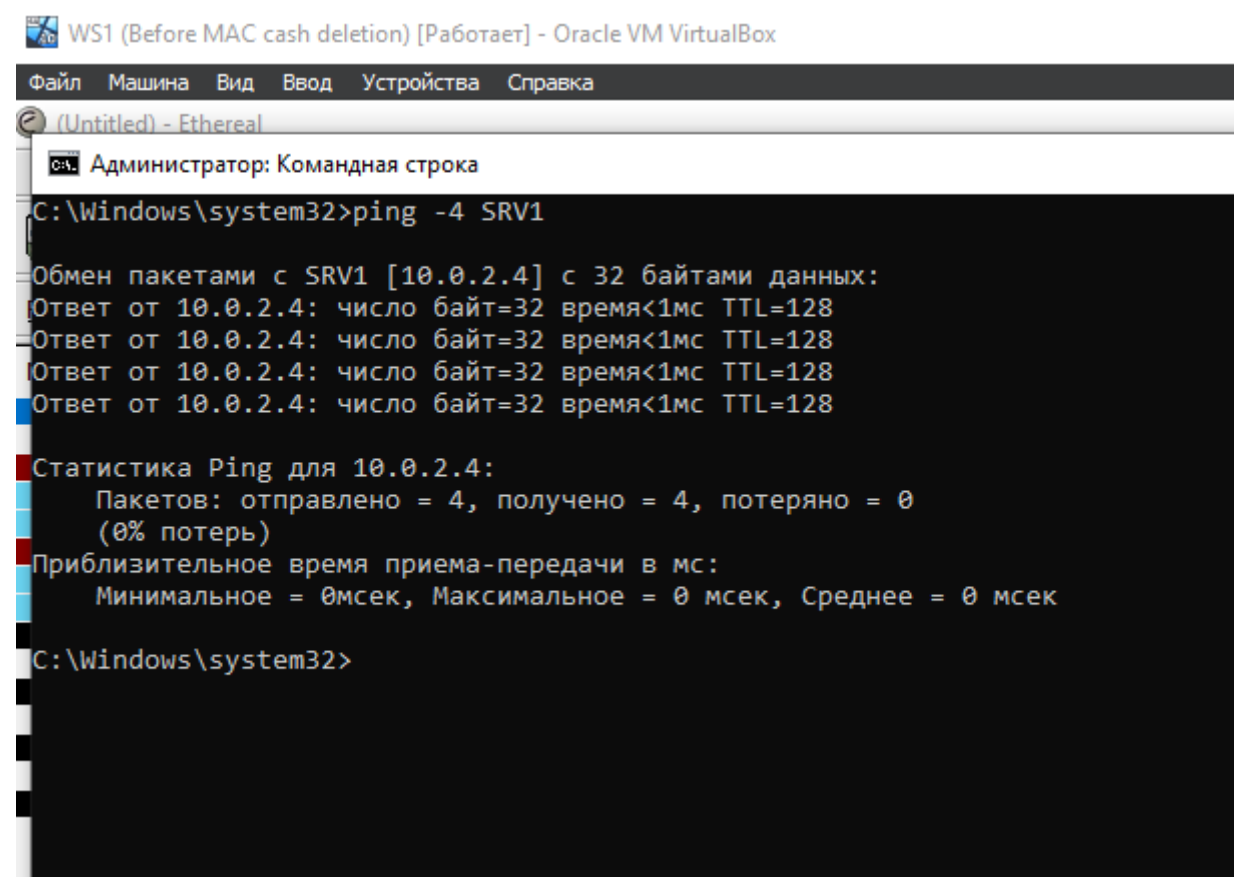 WS1 (Before MAC cash deletion) [Работает] - Oracle VM VirtualBox
Файл Машина Вид Ввод Устройства Справка
(Untitled) - Ethereal
Администратор: Командная строка
C:\Windows\system32>ping -4 SRV1
Обмен пакетами с SRV1 [10.0.2.4] с 32 байтами данных:
Ответ от 10.0.2.4: число байт=32 время<1мс TTL=128
Ответ от 10.0.2.4: число байт=32 время<1мс TTL=128
Ответ от 10.0.2.4: число байт=32 время<1мс TTL=128
Ответ от 10.0.2.4: число байт=32 время<1мс TTL=128
Статистика Ping для 10.0.2.4:
Пакетов: отправлено = 4, получено = 4, потеряно = 0
(0% потерь)
Приблизительное время приема-передачи в мс:
Минимальное = 0мсек, Максимальное = 0 мсек, Среднее = 0 мсек
C:\Windows\system32>